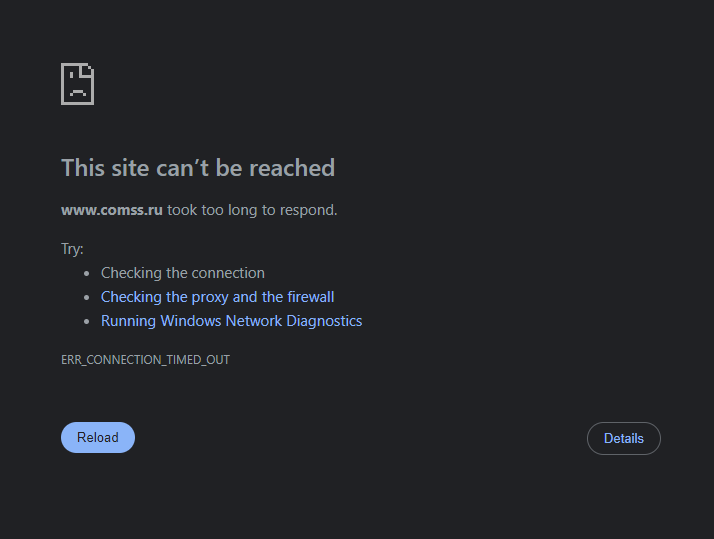 This site can’t be reached
www.comss.ru took too long to respond.
Try:
• Checking the connection
• Checking the proxy and the firewall
• Running Windows Network Diagnostics
ERR_CONNECTION_TIMED_OUT
Reload
Details